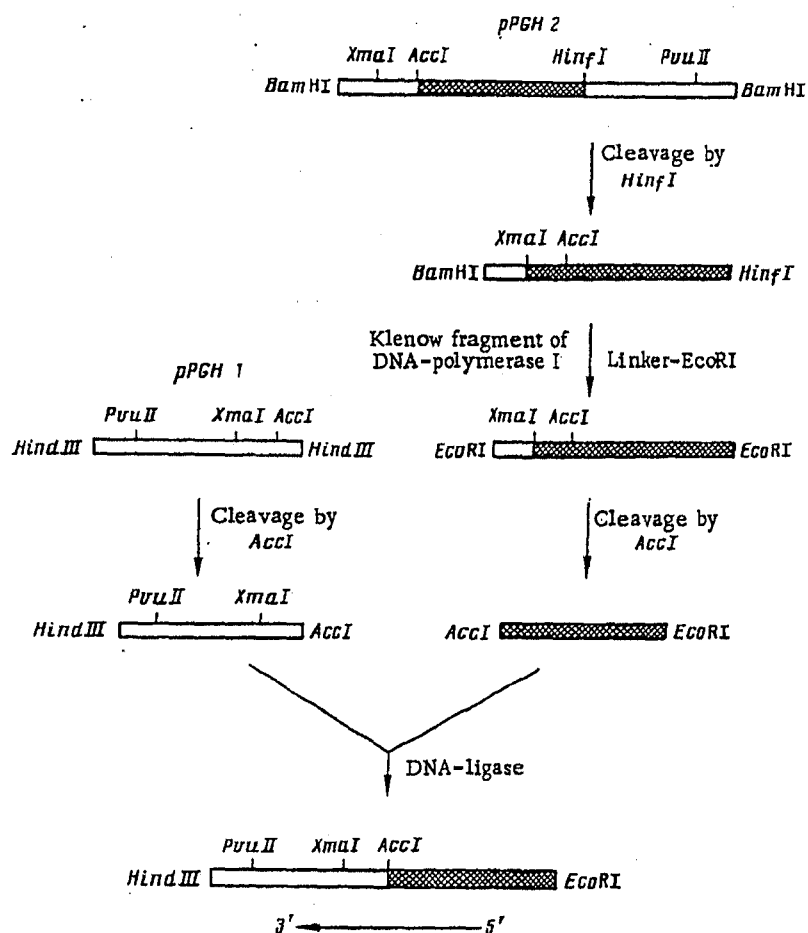 pPGH 2
XmaI AccI HinfI PvuII
BamHI BamHI
Cleavage by
HinfI
XmaI AccI
BamHI HinfI
Klenow fragment of
DNA-polymerase I Linker-EcoRI
pPGH 1
PvuII XmaI AccI
HindIII HindIII
XmaI AccI
EcoRI EcoRI
Cleavage by
AccI
Cleavage by
AccI
PvuII XmaI
HindIII AccI
AccI EcoRI
DNA-ligase
PvuII XmaI AccI
HindIII EcoRI
3' 5'